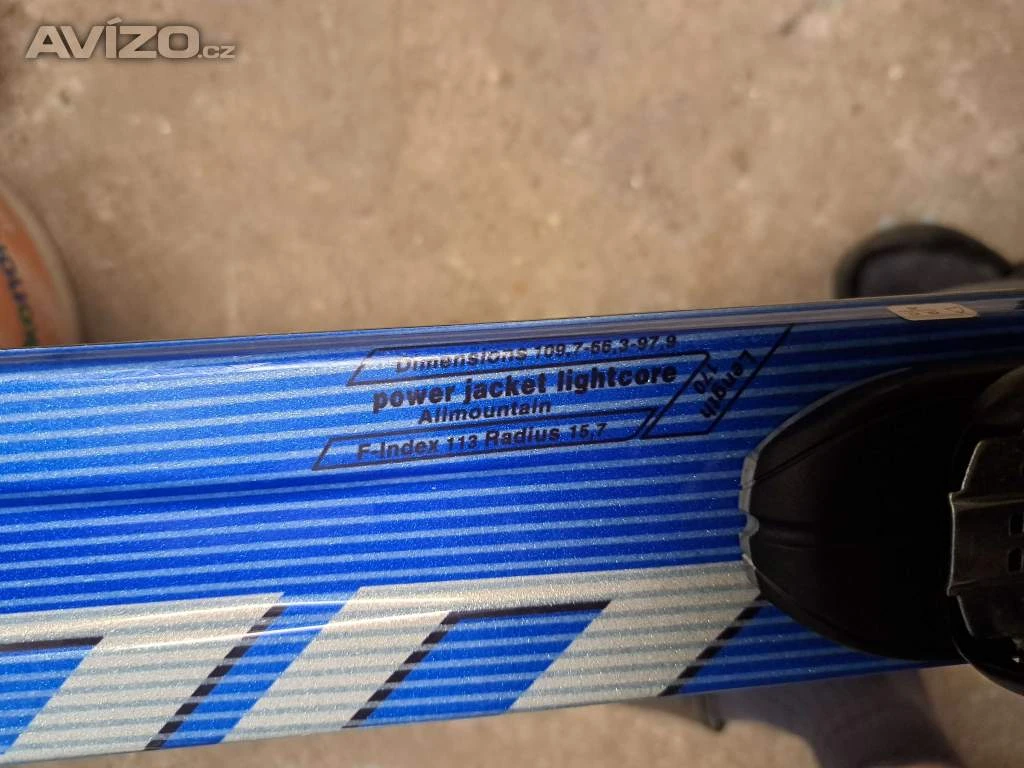 AVÍZO.cz
Dimensions 109,7-66,3-97,9
power jacket lightcore
Allmountain
F-Index 113 Radius 15,7
Length
170